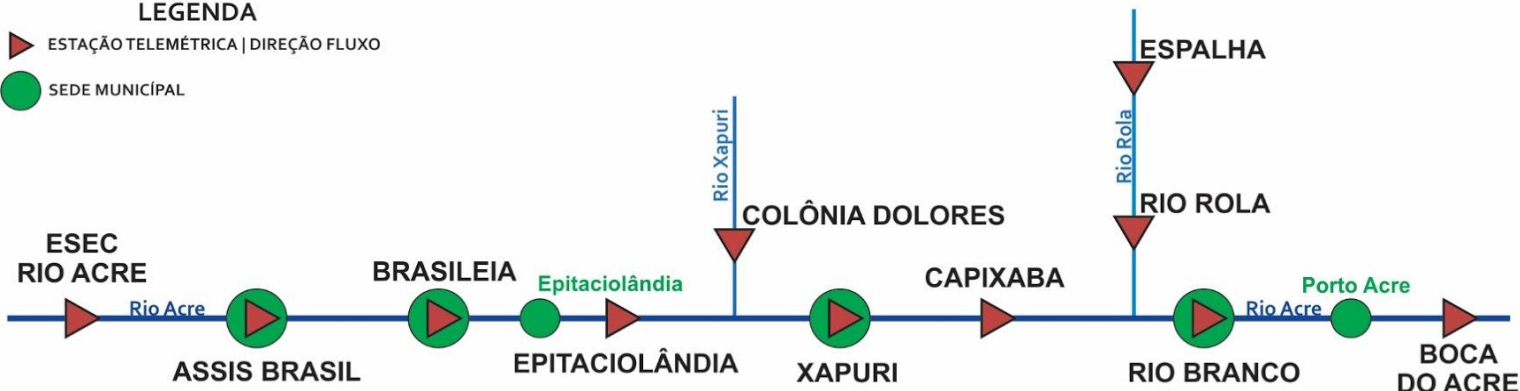 LEGENDA
ESTAÇÃO TELEMÉTRICA | DIREÇÃO FLUXO
SEDE MUNICÍPAL
ESPALHA
Rio Xapuri
Rio Rola
COLÔNIA DOLORES
RIO ROLA
ESEC
RIO ACRE
BRASILEIA
Epitaciolândia
CAPIXABA
Porto Acre
Rio Acre
Rio Acre
ASSIS BRASIL
EPITACIOLÂNDIA
XAPURI
RIO BRANCO
BOCA
DO ACRE